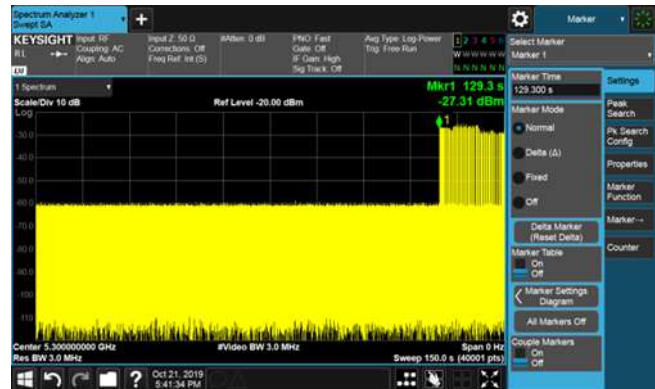 Spectrum Analyzer 1
Swept SA
+
Marker
KEYSIGHT
Input: RF
Coupling: AC
Align: Auto
Input Z: 50 Ω
Corrections: Off
Freq Ref: Int (S)
#Atten: 0 dB
PNO: Fast
Gate: Off
IF Gain: High
Sig Track: Off
Avg Type: Log-Power
Trig: Free Run
1 2 3 4 5 6
W W W W W W
N N N N N N
Select Marker
Marker 1
1 Spectrum
Scale/Div 10 dB
Ref Level -20.00 dBm
Mkr1 129.3 s
-27.31 dBm
Log
1
-30.0
-40.0
-50.0
-60.0
-70.0
-80.0
-90.0
-100
-110
Center 5.300000000 GHz
Res BW 3.0 MHz
#Video BW 3.0 MHz
Span 0 Hz
Sweep 150.0 s (40001 pts)
Marker Time
129.300 s
Marker Mode
Normal
Delta (Δ)
Fixed
Off
Delta Marker
(Reset Delta)
Marker Table
On
Off
Marker Settings
Diagram
All Markers Off
Couple Markers
On
Off
Settings
Peak
Search
Pk Search
Config
Properties
Marker
Function
Marker→
Counter
?
Oct 21, 2019
5:41:34 PM